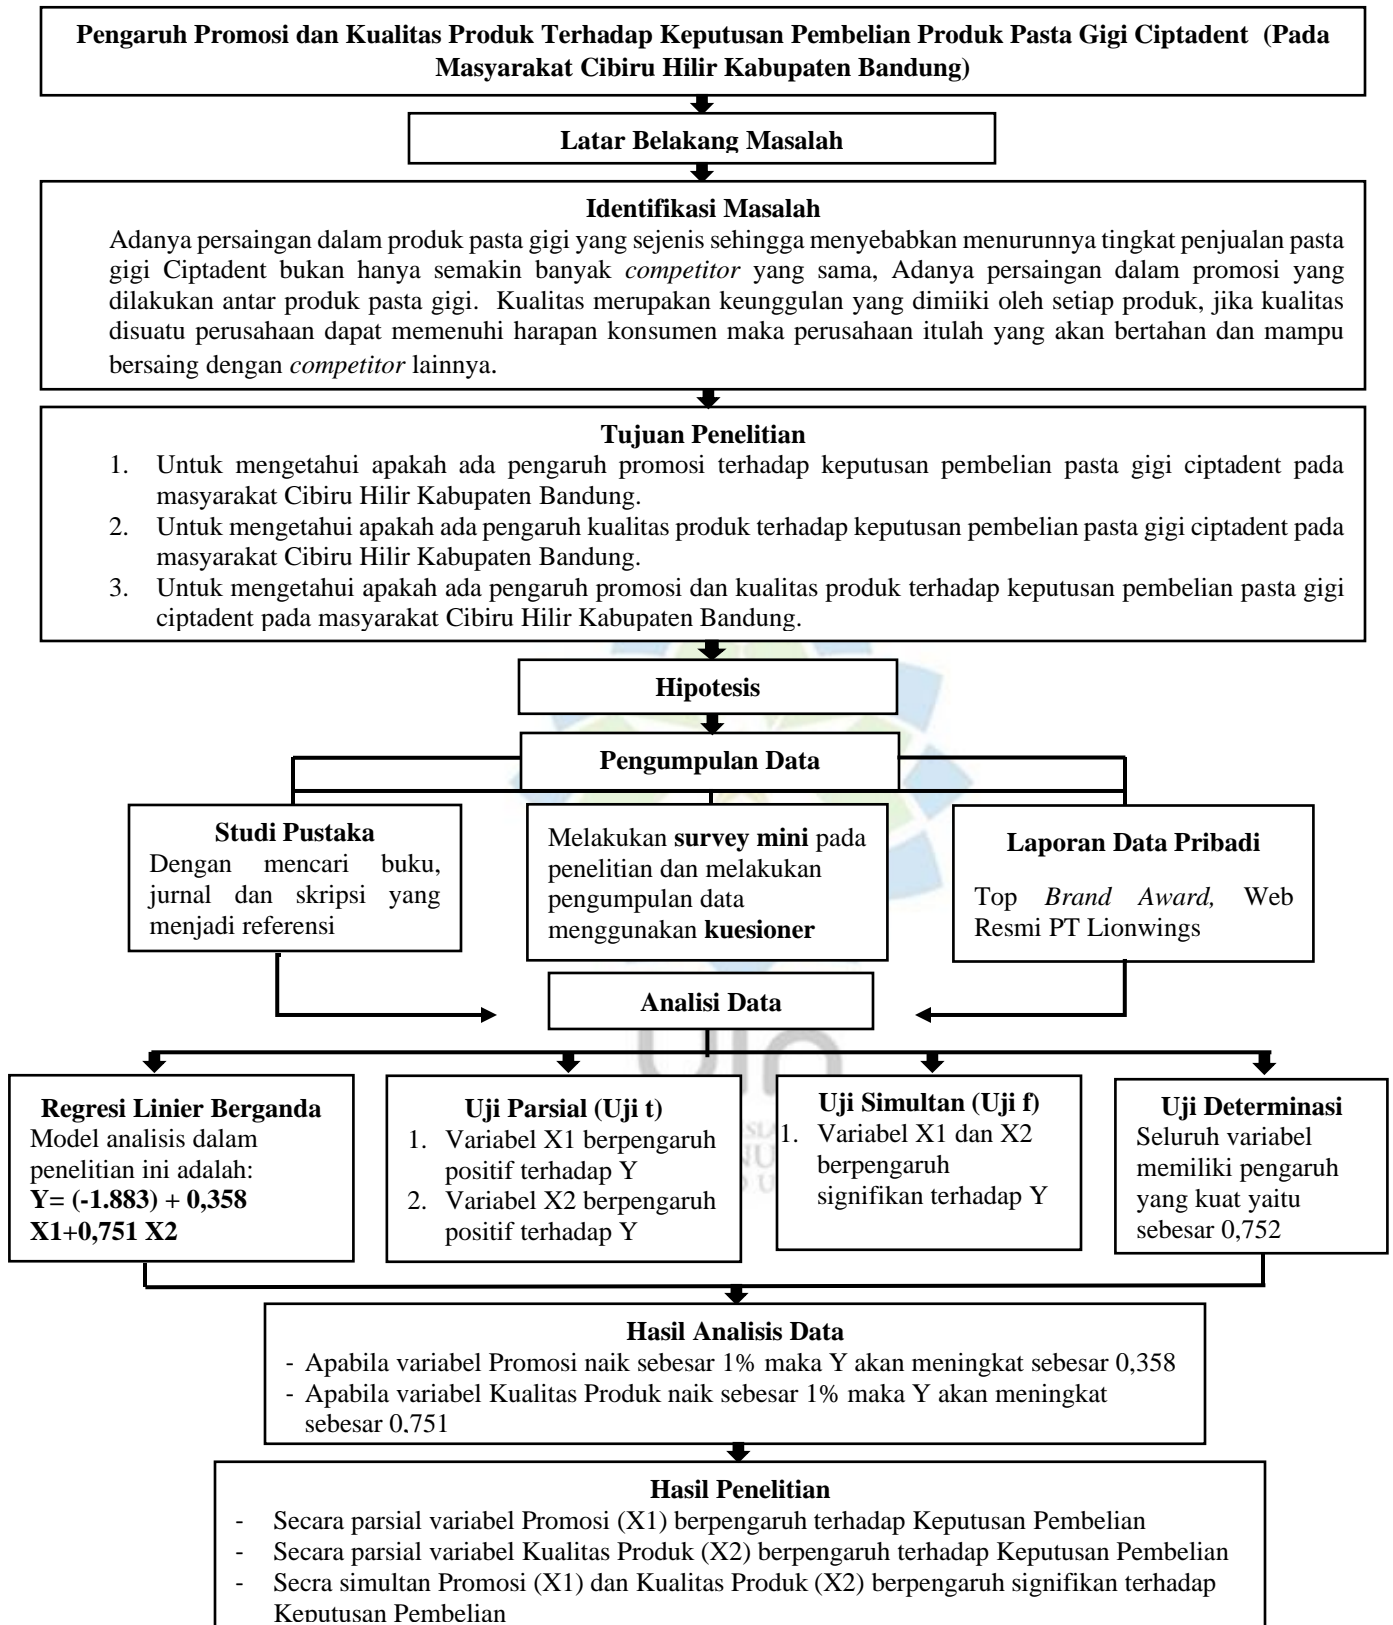 Pengaruh Promosi dan Kualitas Produk Terhadap Keputusan Pembelian Produk Pasta Gigi Ciptadent (Pada
Masyarakat Cibiru Hilir Kabupaten Bandung)
Latar Belakang Masalah
Identifikasi Masalah
Adanya persaingan dalam produk pasta gigi yang sejenis sehingga menyebabkan menurunnya tingkat penjualan pasta
gigi Ciptadent bukan hanya semakin banyak competitor yang sama, Adanya persaingan dalam promosi yang
dilakukan antar produk pasta gigi. Kualitas merupakan keunggulan yang dimiiki oleh setiap produk, jika kualitas
disuatu perusahaan dapat memenuhi harapan konsumen maka perusahaan itulah yang akan bertahan dan mampu
bersaing dengan competitor lainnya.
Tujuan Penelitian
1. Untuk mengetahui apakah ada pengaruh promosi terhadap keputusan pembelian pasta gigi ciptadent pada
masyarakat Cibiru Hilir Kabupaten Bandung.
2. Untuk mengetahui apakah ada pengaruh kualitas produk terhadap keputusan pembelian pasta gigi ciptadent pada
masyarakat Cibiru Hilir Kabupaten Bandung.
3. Untuk mengetahui apakah ada pengaruh promosi dan kualitas produk terhadap keputusan pembelian pasta gigi
ciptadent pada masyarakat Cibiru Hilir Kabupaten Bandung.
Hipotesis
Pengumpulan Data
Studi Pustaka
Dengan mencari buku,
jurnal dan skripsi yang
menjadi referensi
Melakukan survey mini pada
penelitian dan melakukan
pengumpulan data
menggunakan kuesioner
Laporan Data Pribadi
Top Brand Award, Web
Resmi PT Lionwings
Analisi Data
uin
Regresi Linier Berganda
Model analisis dalam
penelitian ini adalah:
Y= (-1.883) + 0,358
X1+0,751 X2
Uji Parsial (Uji t)
1. Variabel X1 berpengaruh
positif terhadap Y
2. Variabel X2 berpengaruh
positif terhadap Y
Uji Simultan (Uji f)
1. Variabel X1 dan X2
berpengaruh
signifikan terhadap Y
Uji Determinasi
Seluruh variabel
memiliki pengaruh
yang kuat yaitu
sebesar 0,752
Hasil Analisis Data
- Apabila variabel Promosi naik sebesar 1% maka Y akan meningkat sebesar 0,358
- Apabila variabel Kualitas Produk naik sebesar 1% maka Y akan meningkat
sebesar 0,751
Hasil Penelitian
- Secara parsial variabel Promosi (X1) berpengaruh terhadap Keputusan Pembelian
- Secara parsial variabel Kualitas Produk (X2) berpengaruh terhadap Keputusan Pembelian
- Secra simultan Promosi (X1) dan Kualitas Produk (X2) berpengaruh signifikan terhadap
Keputusan Pembelian